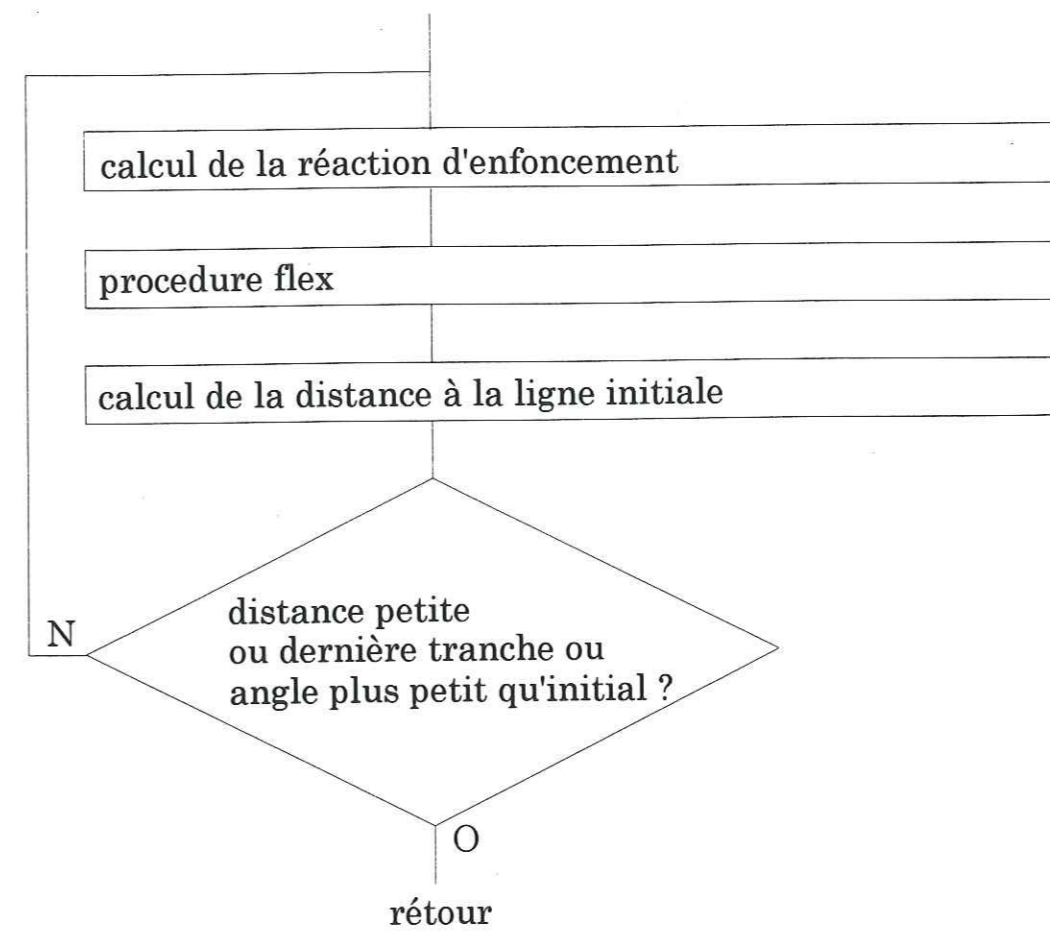 calcul de la réaction d'enfoncement
procedure flex
calcul de la distance à la ligne initiale
distance petite
N
ou dernière tranche ou
angle plus petit qu'initial ?
O
rétour